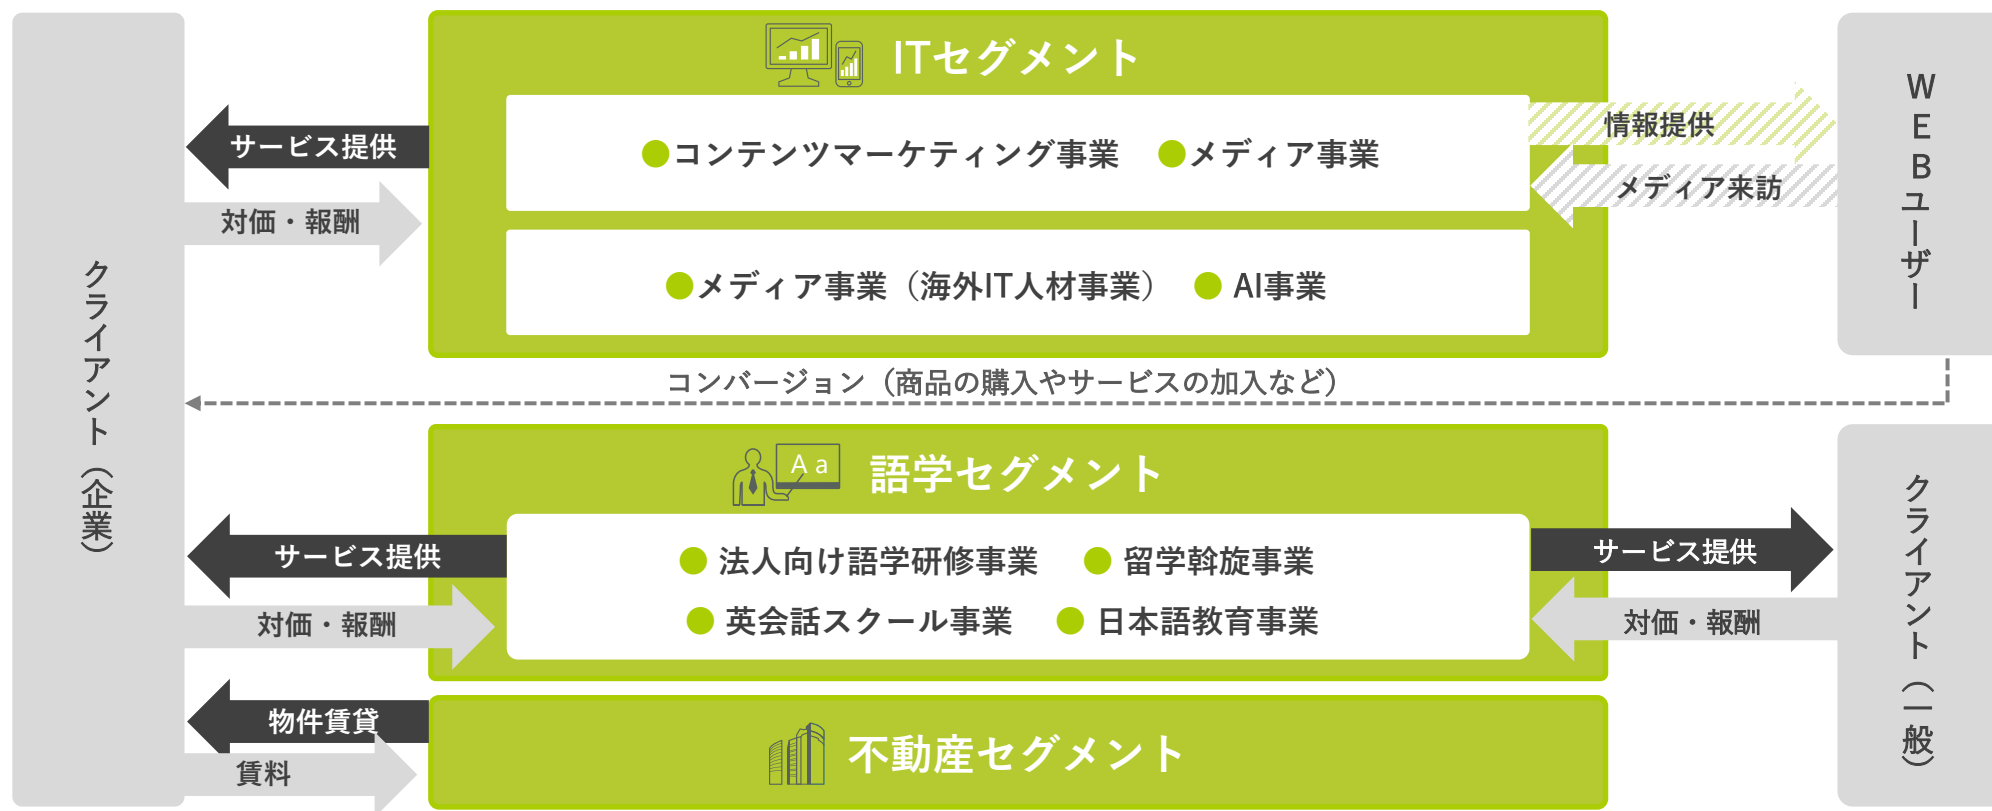 ITセグメント
●コンテンツマーケティング事業 ●メディア事業
●メディア事業（海外IT人材事業） ● AI事業
サービス提供
対価・報酬
情報提供
メディア来訪
WEBユーザー
クライアント（企業）
コンバージョン（商品の購入やサービスの加入など）
A a
語学セグメント
● 法人向け語学研修事業 ● 留学斡旋事業
● 英会話スクール事業 ● 日本語教育事業
サービス提供
対価・報酬
サービス提供
対価・報酬
クライアント（一般）
物件賃貸
賃料
不動産セグメント